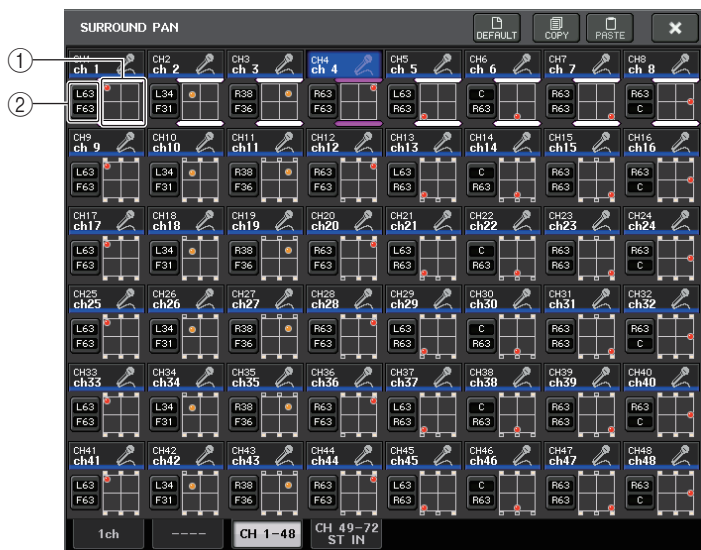 SURROUND PAN
DEFAULT COPY PASTE
①
②
CH1 CH2 CH3 CH4 CH5 CH6 CH7 CH8
ch 1 ch 2 ch 3 ch 4 ch 5 ch 6 ch 7 ch 8
L63 L34 R38 R63 L63 C R63 R63
F63 F31 F36 F63 R63 R63 R63 C
CH9 CH10 CH11 CH12 CH13 CH14 CH15 CH16
ch 9 ch10 ch11 ch12 ch13 ch14 ch15 ch16
L63 L34 R38 R63 L63 C R63 R63
F63 F31 F36 F63 R63 R63 R63 C
CH17 CH18 CH19 CH20 CH21 CH22 CH23 CH24
ch17 ch18 ch19 ch20 ch21 ch22 ch23 ch24
L63 L34 R38 R63 L63 C R63 R63
F63 F31 F36 F63 R63 R63 R63 C
CH25 CH26 CH27 CH28 CH29 CH30 CH31 CH32
ch25 ch26 ch27 ch28 ch29 ch30 ch31 ch32
L63 L34 R38 R63 L63 C R63 R63
F63 F31 F36 F63 R63 R63 R63 C
CH33 CH34 CH35 CH36 CH37 CH38 CH39 CH40
ch33 ch34 ch35 ch36 ch37 ch38 ch39 ch40
L63 L34 R38 R63 L63 C R63 R63
F63 F31 F36 F63 R63 R63 R63 C
CH41 CH42 CH43 CH44 CH45 CH46 CH47 CH48
ch41 ch42 ch43 ch44 ch45 ch46 ch47 ch48
L63 L34 R38 R63 L63 C R63 R63
F63 F31 F36 F63 R63 R63 R63 C
1ch ---- CH 1-48 CH 49-72
ST IN